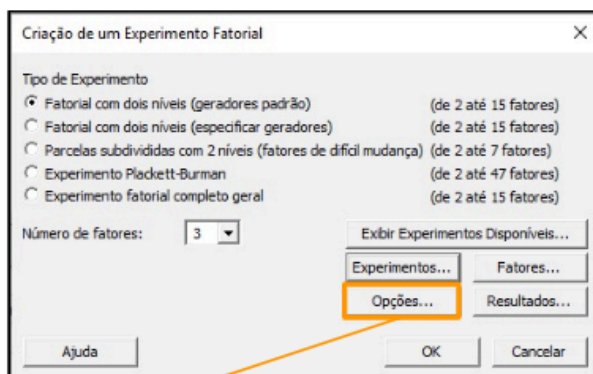 Criação de um Experimento Fatorial
Tipo de Experimento
Fatorial com dois níveis (geradores padrão) (de 2 até 15 fatores)
Fatorial com dois níveis (especificar geradores) (de 2 até 15 fatores)
Parcelas subdivididas com 2 níveis (fatores de difícil mudança) (de 2 até 7 fatores)
Experimento Plackett-Burman (de 2 até 47 fatores)
Experimento fatorial completo geral (de 2 até 15 fatores)
Número de fatores: 3 Exibir Experimentos Disponíveis...
Experimentos... Fatores...
Opções... Resultados...
Ajuda OK Cancelar